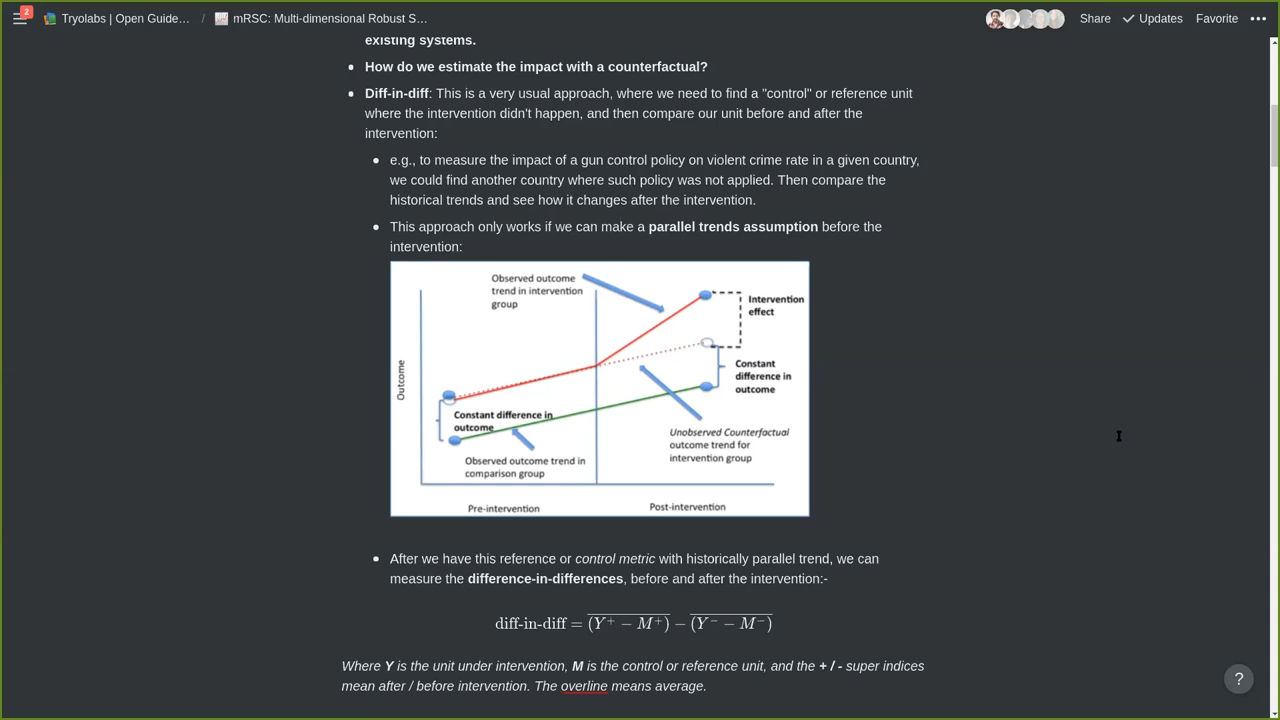 2
Tryolabs | Open Guide… / mRSC: Multi-dimensional Robust S…
Share Updates Favorite
existing systems.
How do we estimate the impact with a counterfactual?
Diff-in-diff: This is a very usual approach, where we need to find a "control" or reference unit
where the intervention didn't happen, and then compare our unit before and after the
intervention:
e.g., to measure the impact of a gun control policy on violent crime rate in a given country,
we could find another country where such policy was not applied. Then compare the
historical trends and see how it changes after the intervention.
This approach only works if we can make a parallel trends assumption before the
intervention:
Observed outcome
trend in intervention
group
Intervention
effect
Outcome
Constant
difference in
outcome
Constant difference in
outcome
Unobserved Counterfactual
outcome trend for
intervention group
Observed outcome trend in
comparison group
Pre-intervention
Post-intervention
After we have this reference or control metric with historically parallel trend, we can
measure the difference-in-differences, before and after the intervention:-
diff-in-diff = (Y⁺ − M⁺) − (Y⁻ − M⁻)
Where Y is the unit under intervention, M is the control or reference unit, and the + / - super indices
mean after / before intervention. The overline means average.
?